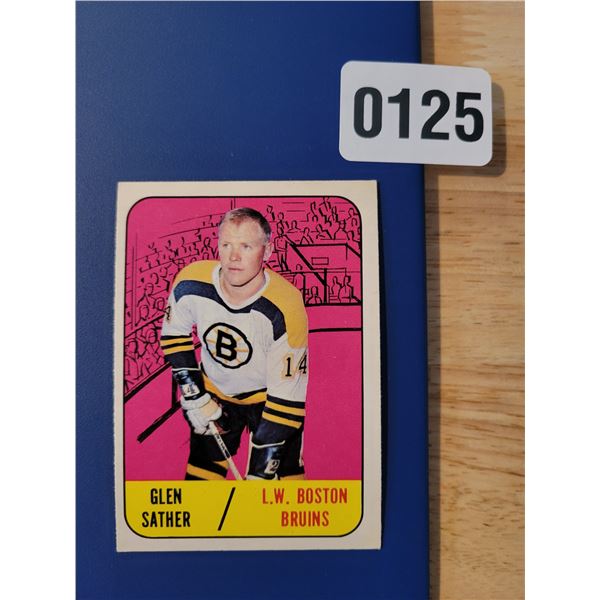 0125
B
14
GLEN SATHER / L.W. BOSTON BRUINS